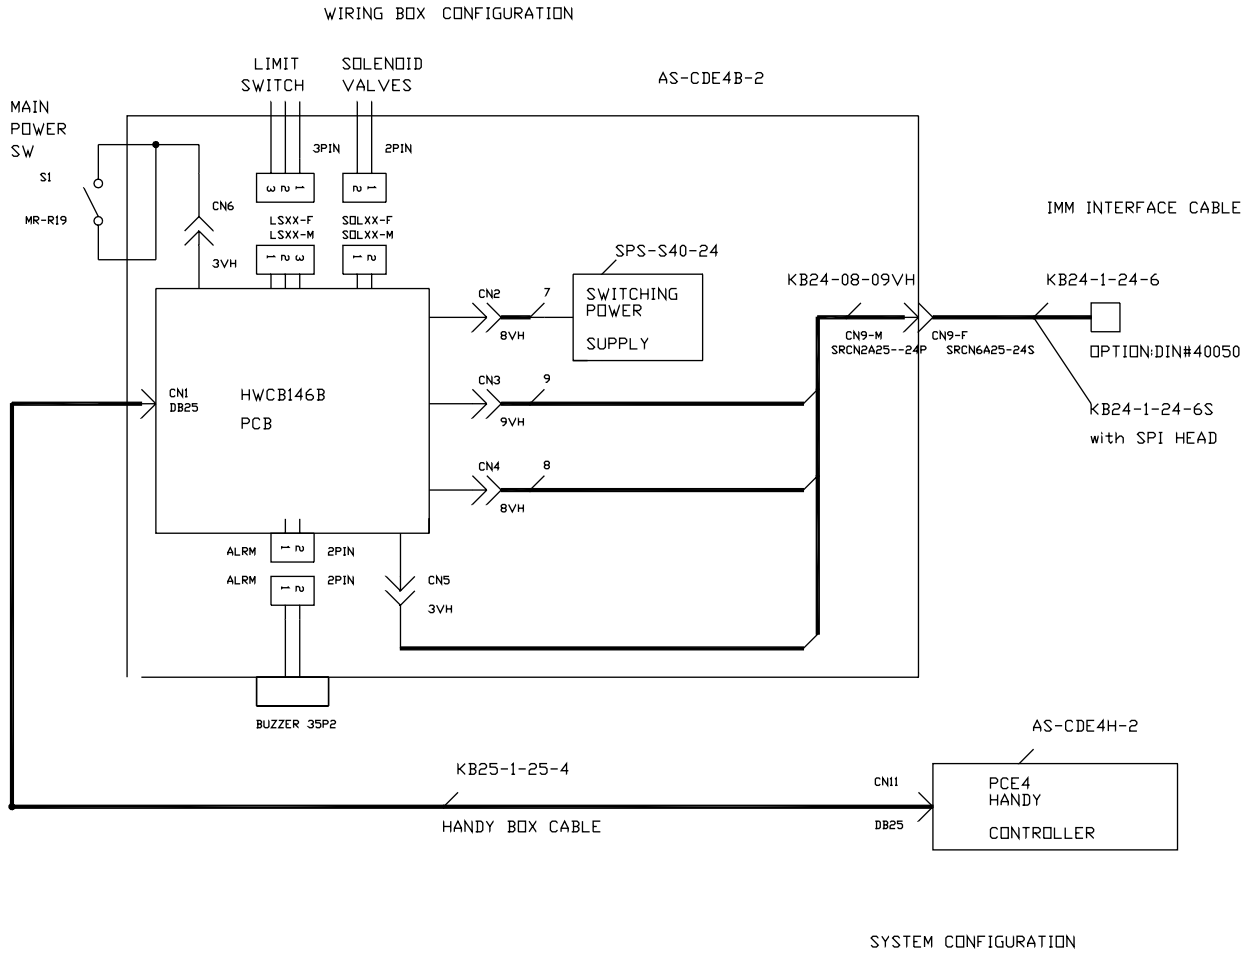 WIRING BOX CONFIGURATION
LIMIT
SWITCH
SOLENOID
VALVES
AS-CDE4B-2
MAIN
POWER
SW
S1
MR-R19
3PIN
2PIN
3 2 1
2 1
CN6
3VH
LSXX-F
LSXX-M
SOLXX-F
SOLXX-M
1 2 3
1 2
IMM INTERFACE CABLE
SPS-S40-24
SWITCHING
POWER
SUPPLY
CN2
7
8VH
KB24-08-09VH
KB24-1-24-6
CN9-M
SRCN2A25--24P
CN9-F
SRCN6A25-24S
OPTION:DIN#40050
CN1
DB25
HWCB146B
PCB
CN3
9
9VH
KB24-1-24-6S
with SPI HEAD
CN4
8
8VH
ALRM
1 2
2PIN
ALRM
1 2
2PIN
CN5
3VH
BUZZER 35P2
AS-CDE4H-2
KB25-1-25-4
HANDY BOX CABLE
CN11
DB25
PCE4
HANDY
CONTROLLER
SYSTEM CONFIGURATION